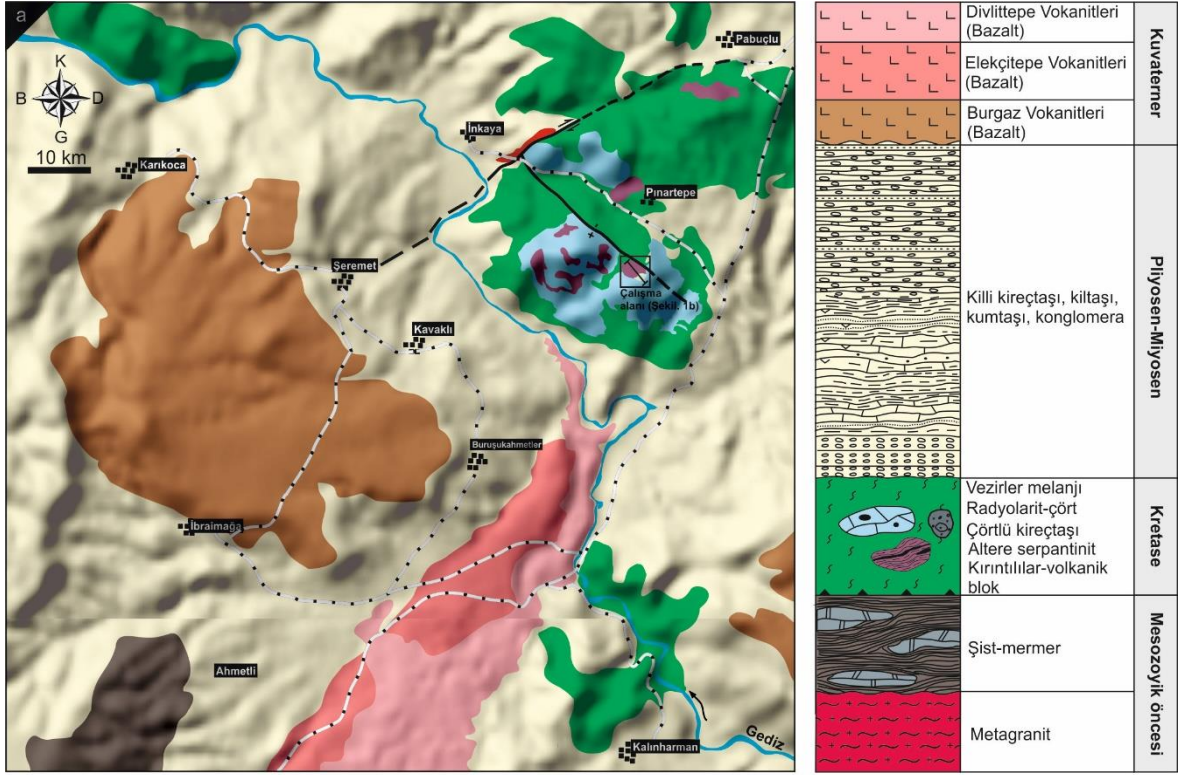 a
K
B
D
G
10 km
Pabuçlu
İnkaya
Karıkoca
Pınartepe
Şeremet
Çalışma
alanı (Şekil. 1b)
Kavaklı
Buruşukahmetler
İbraimağa
Ahmetli
Gediz
Kalınharman
Divlittepe Vokanitleri
(Bazalt)
Elekçitepe Vokanitleri
(Bazalt)
Burgaz Vokanitleri
(Bazalt)
Kuvaterner
Killi kireçtaşı, kiltaşı,
kumtaşı, konglomera
Pliyosen-Miyosen
Vezirler melanjı
Radyolarit-çört
Çörtlü kireçtaşı
Altere serpantinit
Kırıntılılar-volkanik
blok
Kretase
Şist-mermer
Metagranit
Mesozoyik öncesi